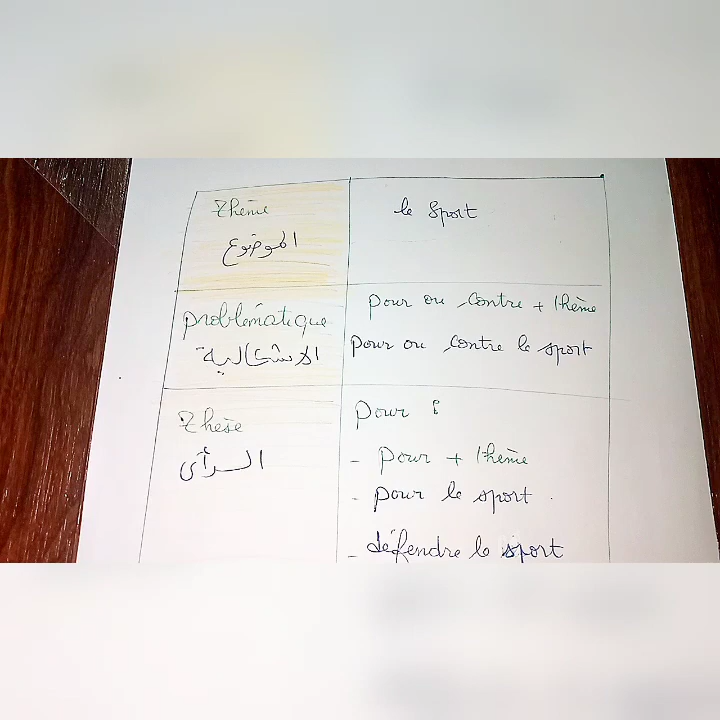 Thème
الموضوع
le Sport
problématique
الاشكالية
pour ou contre + thème
pour ou contre le sport
Thèse
الرأي
pour :
- pour + thème
- pour le sport.
- défendre le sport